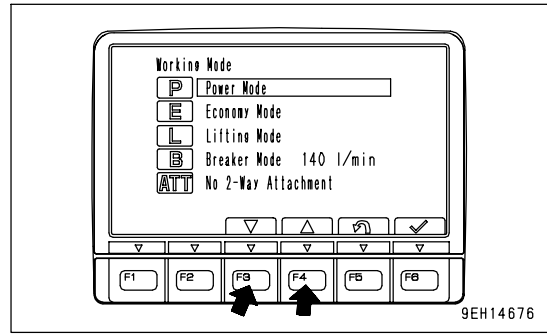 Working Mode
P Power Mode
E Economy Mode
L Lifting Mode
B Breaker Mode 140 l/min
ATT No 2-Way Attachment
F1 F2 F3 F4 F5 F6
9EH14676